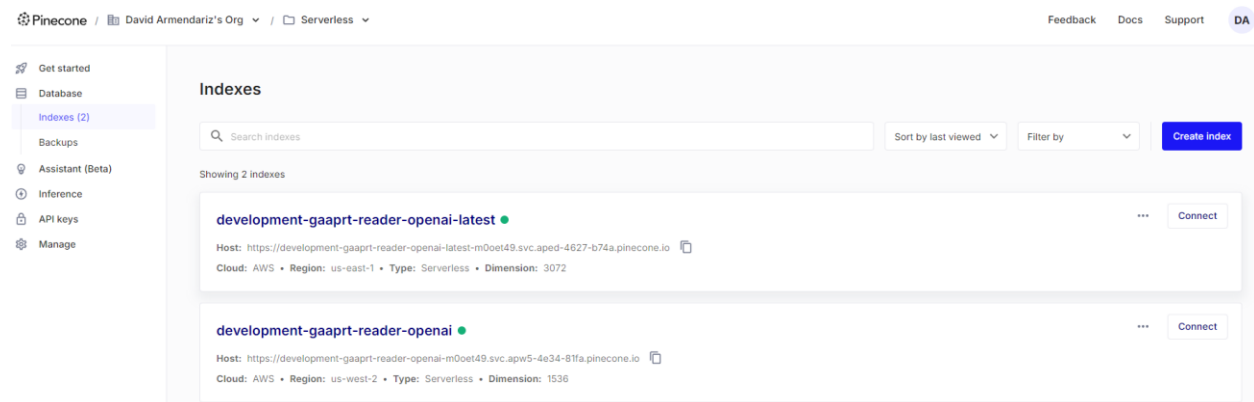 Pinecone / David Armendariz's Org / Serverless
Feedback Docs Support DA
Get started
Database
Indexes (2)
Backups
Assistant (Beta)
Inference
API keys
Manage
Indexes
Search indexes
Sort by last viewed
Filter by
Create index
Showing 2 indexes
development-gaaprt-reader-openai-latest
Connect
Host: https://development-gaaprt-reader-openai-latest-m0oet49.svc.aped-4627-b74a.pinecone.io
Cloud: AWS • Region: us-east-1 • Type: Serverless • Dimension: 3072
development-gaaprt-reader-openai
Connect
Host: https://development-gaaprt-reader-openai-m0oet49.svc.apw5-4e34-81fa.pinecone.io
Cloud: AWS • Region: us-west-2 • Type: Serverless • Dimension: 1536